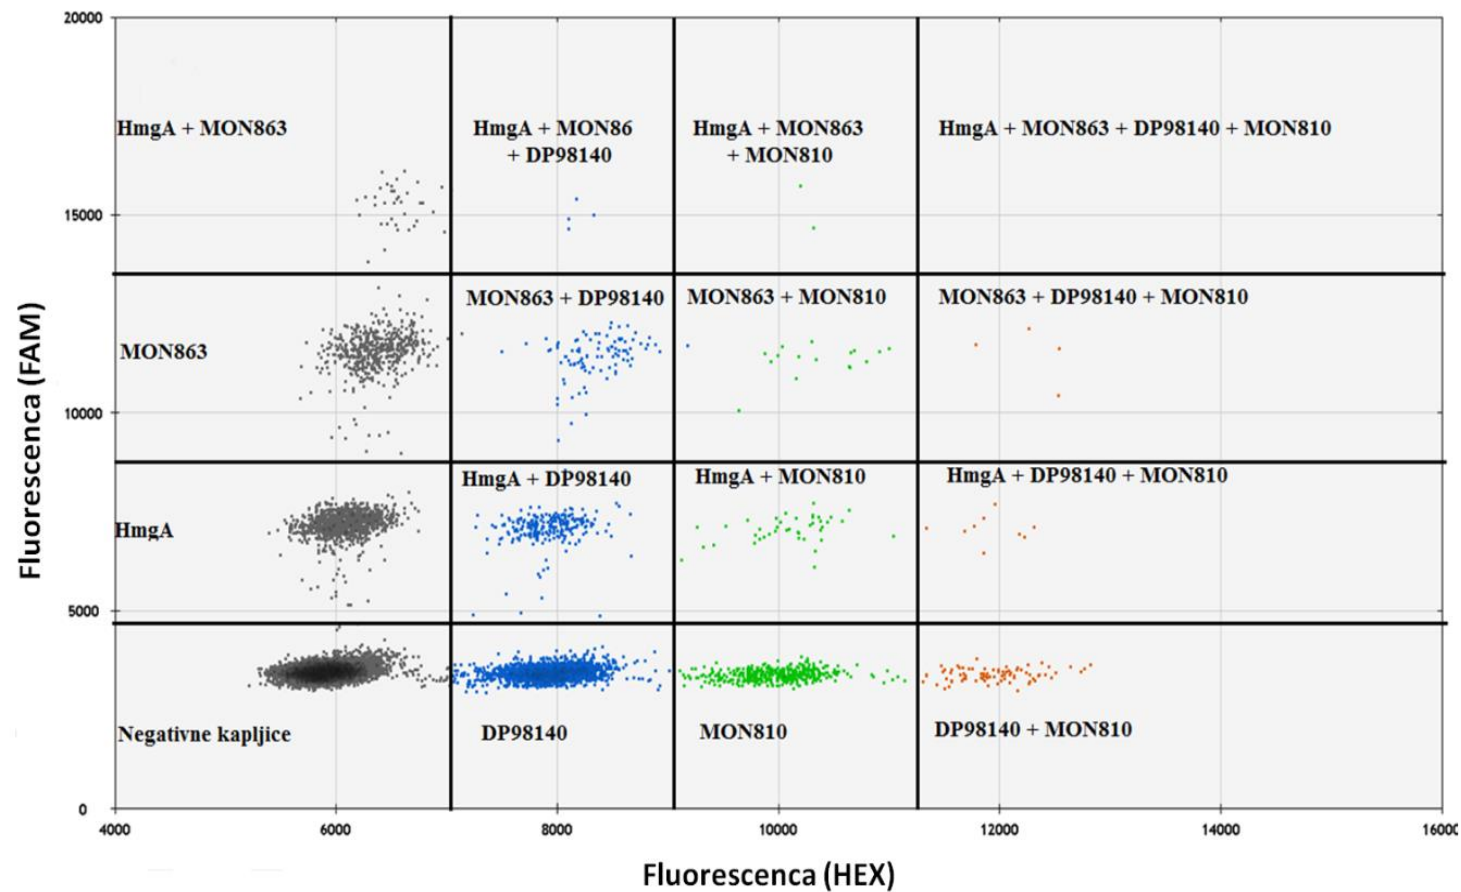 20000
HmgA + MON863
HmgA + MON86
+ DP98140
HmgA + MON863
+ MON810
HmgA + MON863 + DP98140 + MON810
15000
MON863
MON863 + DP98140
MON863 + MON810
MON863 + DP98140 + MON810
10000
HmgA
HmgA + DP98140
HmgA + MON810
HmgA + DP98140 + MON810
5000
Negativne kapljice
DP98140
MON810
DP98140 + MON810
0
4000
6000
8000
10000
12000
14000
16000
Fluorescenca (FAM)
Fluorescenca (HEX)